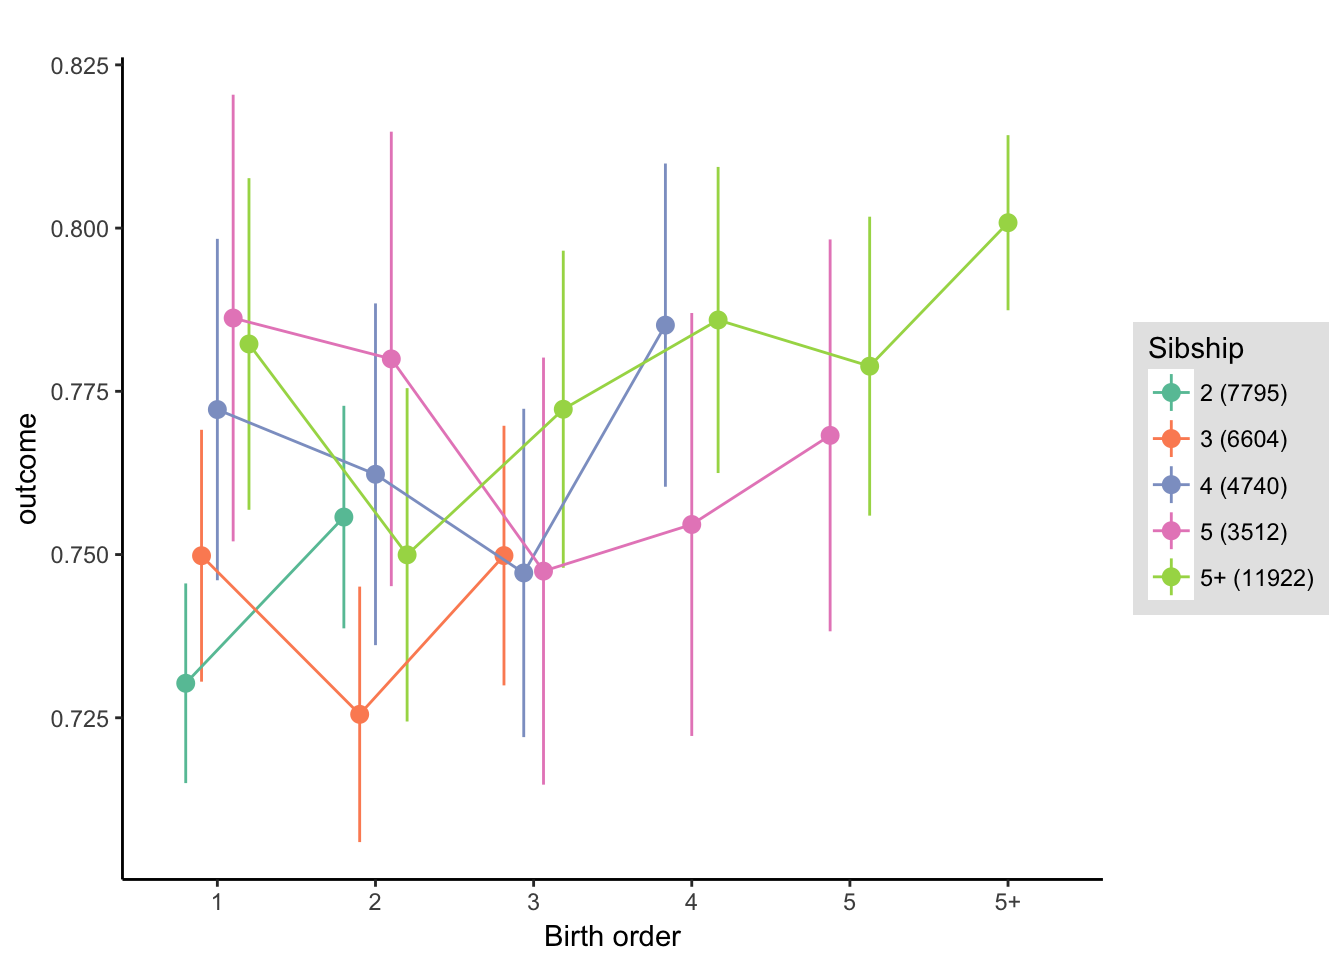 0.825
0.800
0.775
0.750
0.725
outcome
1 2 3 4 5 5+
Birth order
Sibship
2 (7795)
3 (6604)
4 (4740)
5 (3512)
5+ (11922)